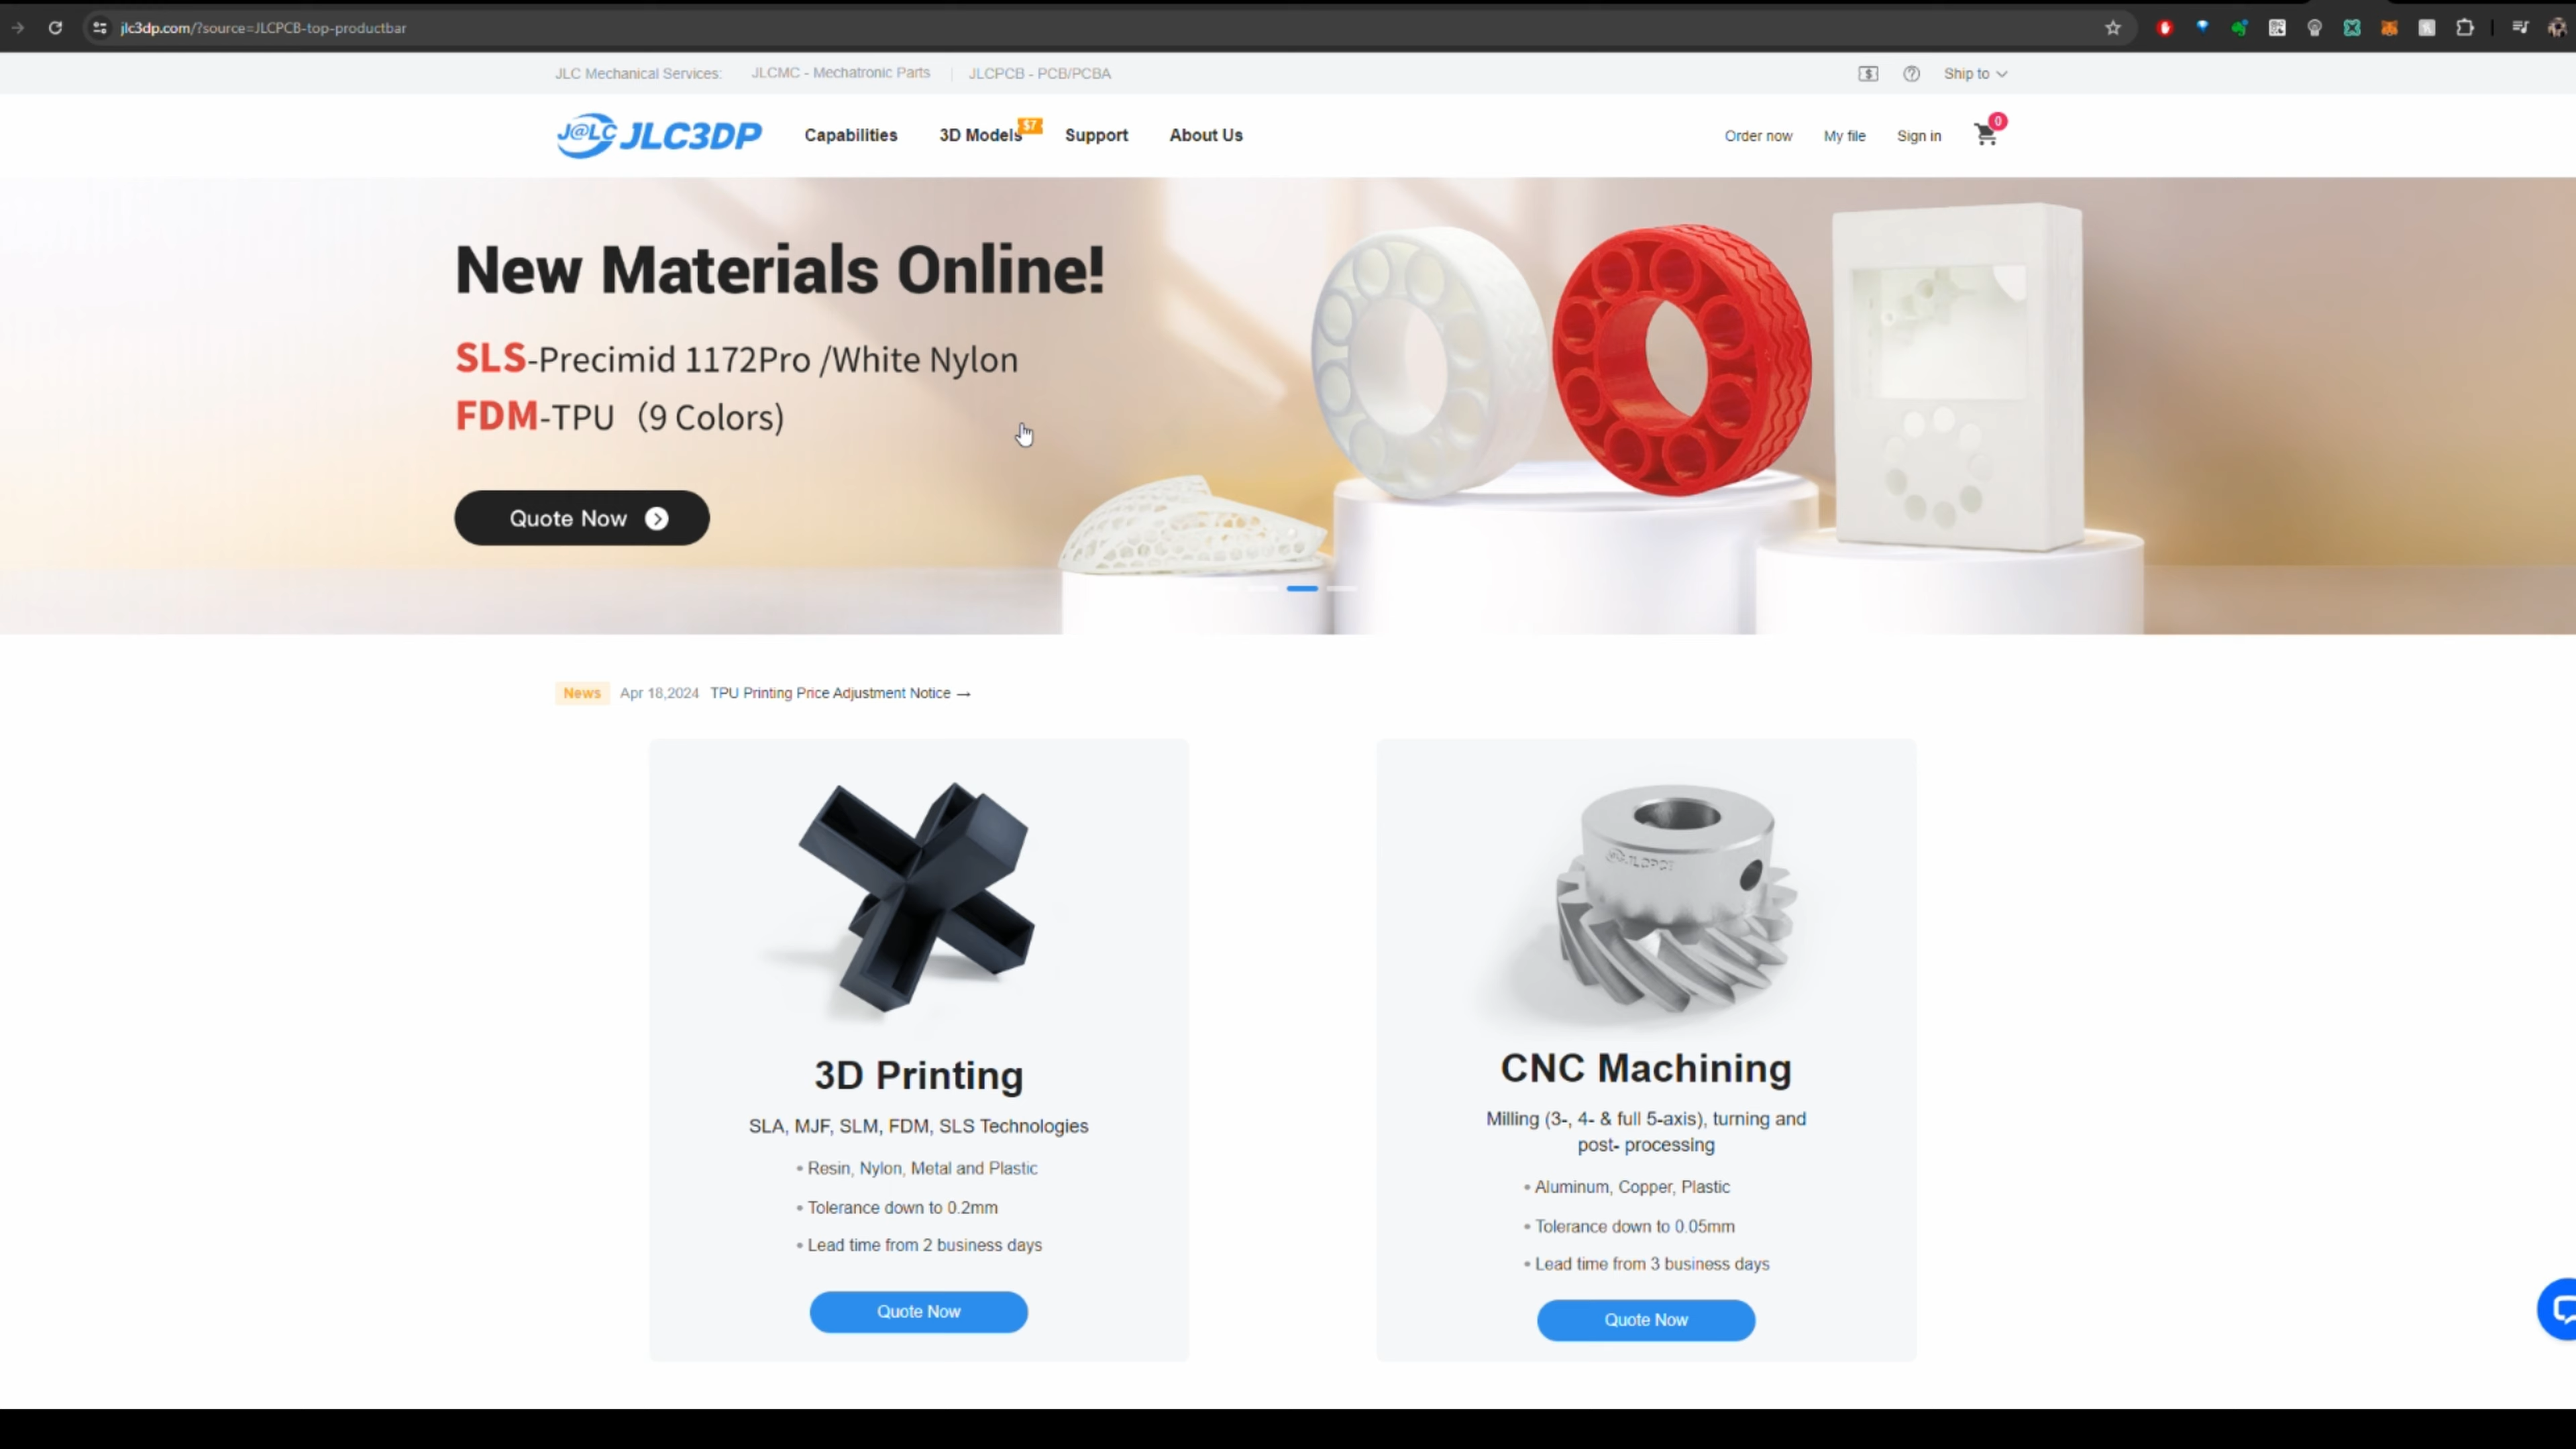 jlc3dp.com/?source=JLCPCB-top-productbar
JLC Mechanical Services: JLCMC - Mechatronic Parts | JLCPCB - PCB/PCBA
Ship to
J@LC JLC3DP
Capabilities
3D Models
$7
Support
About Us
Order now
My file
Sign in
0
New Materials Online!
SLS-Precimid 1172Pro /White Nylon
FDM-TPU (9 Colors)
Quote Now
News Apr 18,2024 TPU Printing Price Adjustment Notice →
3D Printing
SLA, MJF, SLM, FDM, SLS Technologies
• Resin, Nylon, Metal and Plastic
• Tolerance down to 0.2mm
• Lead time from 2 business days
Quote Now
CNC Machining
Milling (3-, 4- & full 5-axis), turning and
post- processing
• Aluminum, Copper, Plastic
• Tolerance down to 0.05mm
• Lead time from 3 business days
Quote Now